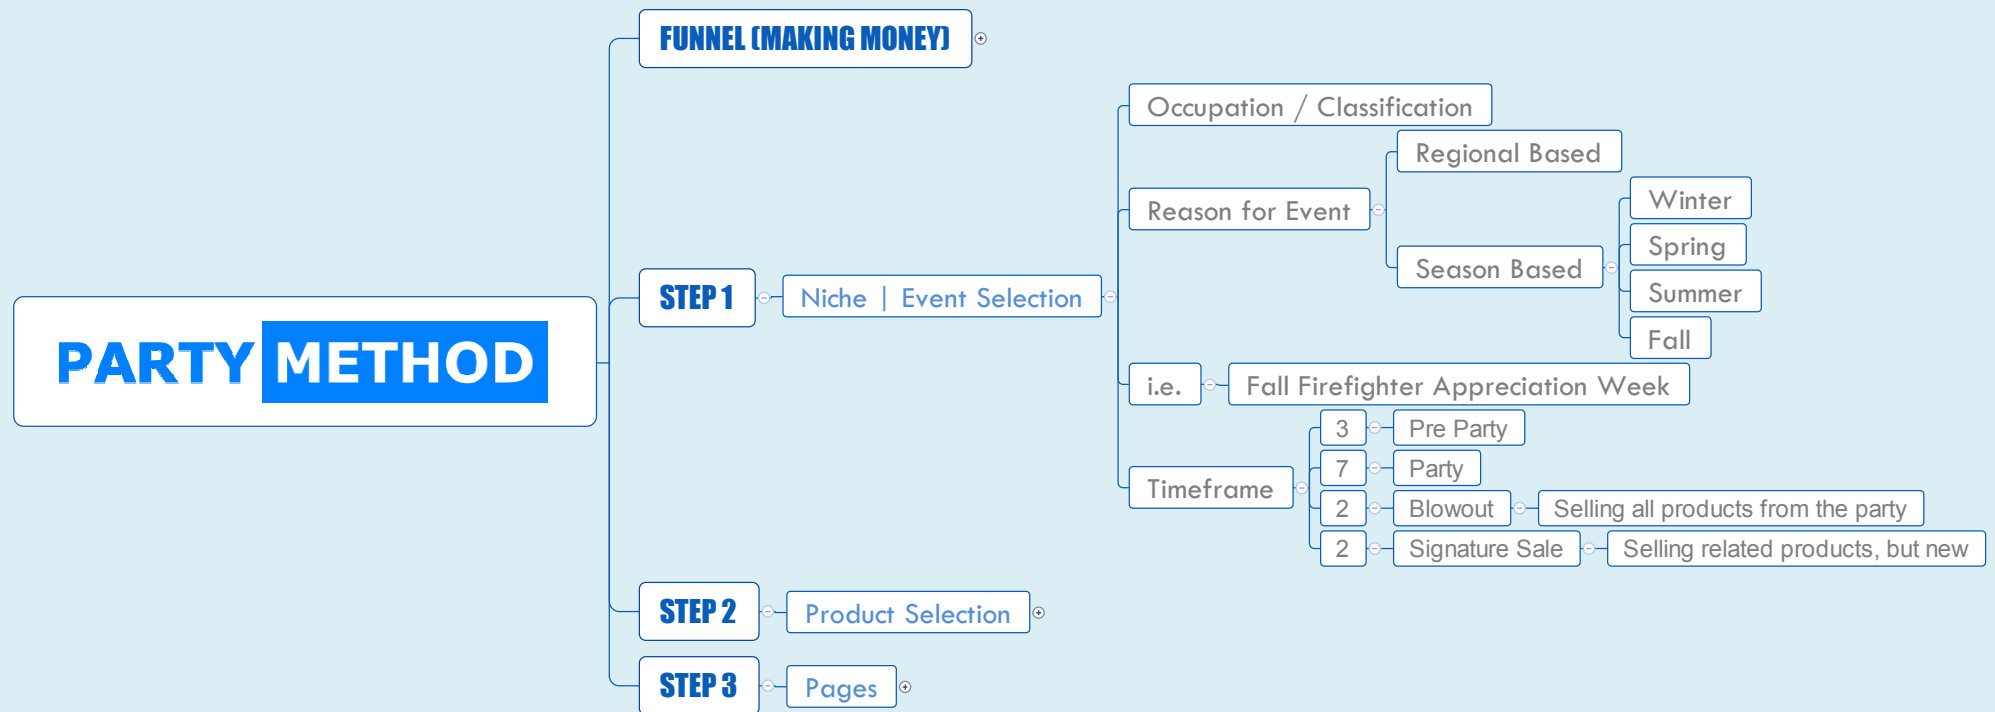 PARTY METHOD
FUNNEL (MAKING MONEY)
STEP 1
Niche | Event Selection
Occupation / Classification
Reason for Event
Regional Based
Season Based
Winter
Spring
Summer
Fall
i.e.
Fall Firefighter Appreciation Week
Timeframe
3
Pre Party
7
Party
2
Blowout
Selling all products from the party
2
Signature Sale
Selling related products, but new
STEP 2
Product Selection
STEP 3
Pages